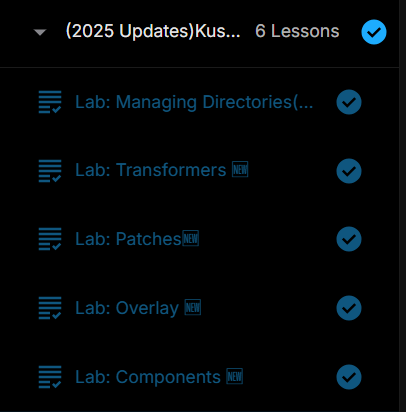 (2025 Updates)Kus... 6 Lessons
Lab: Managing Directories(...
Lab: Transformers 🆕
Lab: Patches🆕
Lab: Overlay 🆕
Lab: Components 🆕